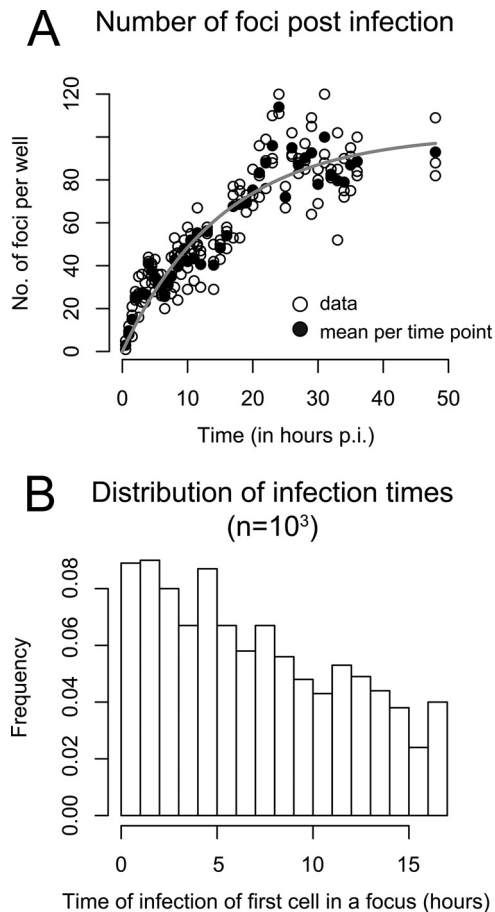 A Number of foci post infection
120
80
60
40
20
0
No. of foci per well
data
mean per time point
0 10 20 30 40 50
Time (in hours p.i.)
B Distribution of infection times
(n=10³)
0.08
0.06
0.04
0.02
0.00
Frequency
0 5 10 15
Time of infection of first cell in a focus (hours)